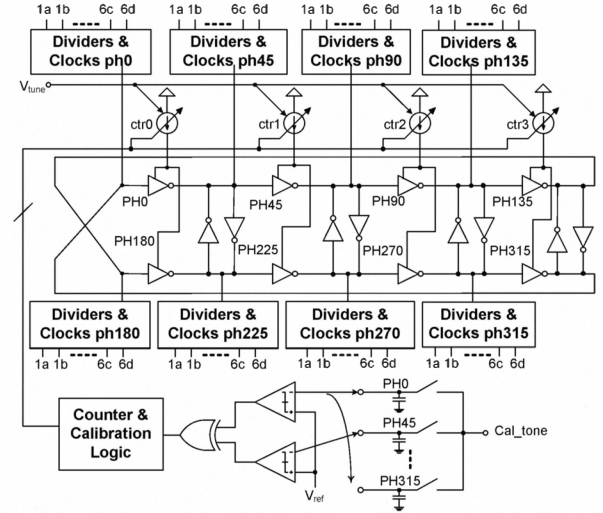 1a 1b 6c 6d 1a 1b 6c 6d 1a 1b 6c 6d 1a 1b 6c 6d
Dividers &
Clocks ph0
Dividers &
Clocks ph45
Dividers &
Clocks ph90
Dividers &
Clocks ph135
Vtune
ctr0
ctr1
ctr2
ctr3
PH0
PH45
PH90
PH135
PH180
PH225
PH270
PH315
Dividers &
Clocks ph180
Dividers &
Clocks ph225
Dividers &
Clocks ph270
Dividers &
Clocks ph315
1a 1b 6c 6d 1a 1b 6c 6d 1a 1b 6c 6d 1a 1b 6c 6d
Counter &
Calibration
Logic
PH0
PH45
Cal_tone
PH315
Vref